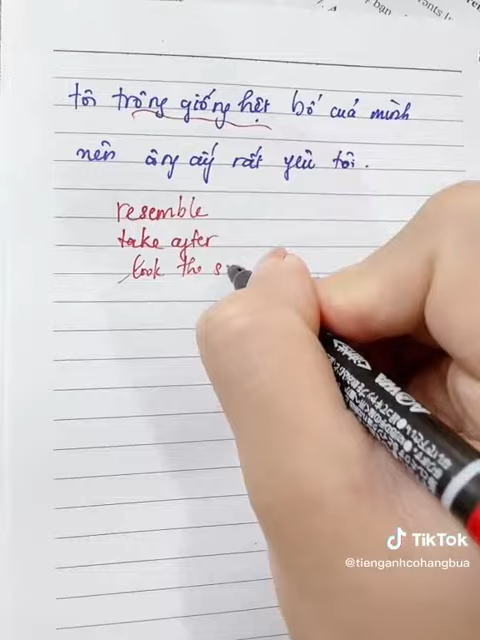 tôi trông giống hệt bố của mình
nên ông ấy rất yêu tôi.
resemble
take after
look the s
TikTok
@tienganhcohangbua